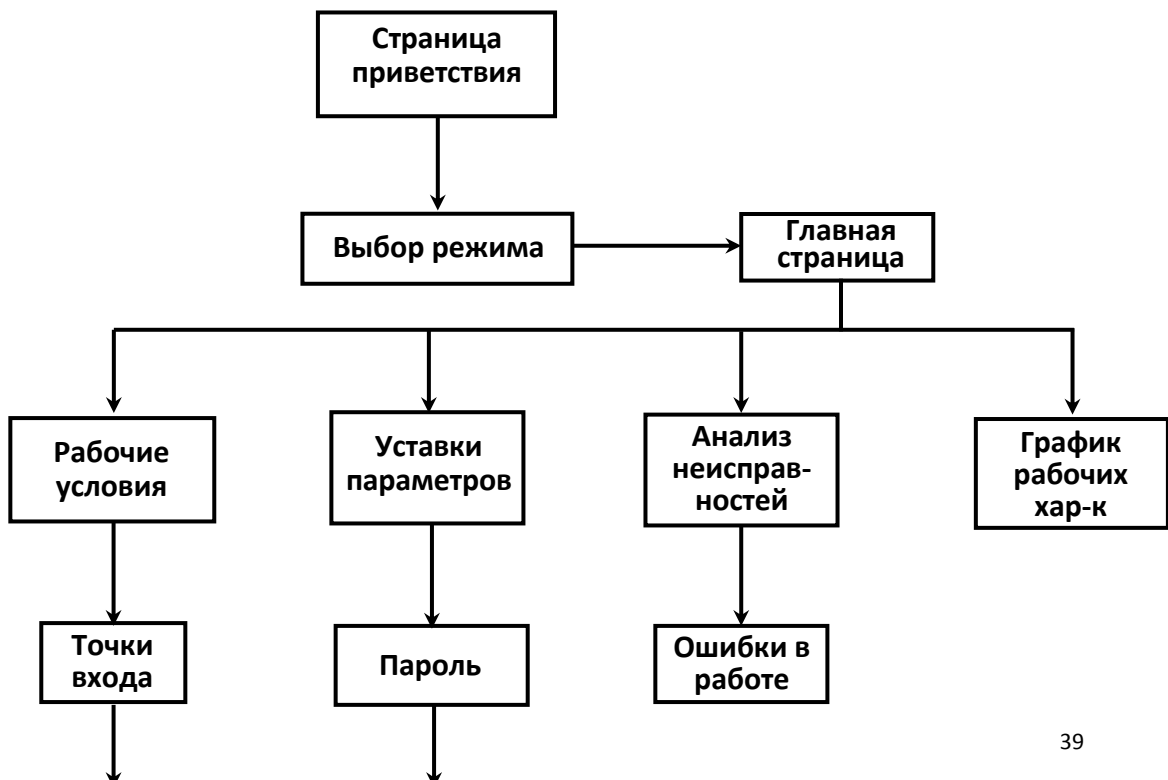 Страница
приветствия
Выбор режима
Главная
страница
Рабочие
условия
Уставки
параметров
Анализ
неисправ-
ностей
График
рабочих
хар-к
Точки
входа
Пароль
Ошибки в
работе
39